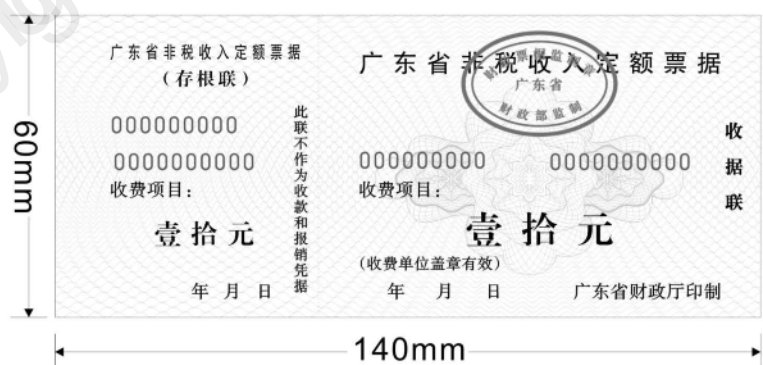 60mm
广东省非税收入定额票据
（存根联）
000000000
0000000000
收费项目：
壹拾元
年 月 日
此联不作为收款和报销凭据
广东省非税收入定额票据
广东省
财政部监制
000000000 0000000000
收费项目：
壹拾元
(收费单位盖章有效)
年 月 日 广东省财政厅印制
收据联
140mm